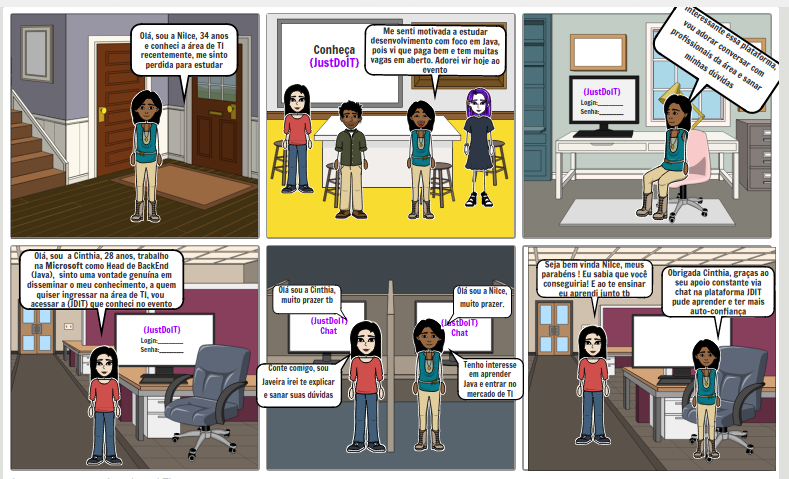 Olá, sou a Nilce, 34 anos
e conheci a área de TI
recentemente, me sinto
perdida para estudar
Conheça
(JustDoIT)
Me senti motivada a estudar
desenvolvimento com foco em Java,
pois vi que paga bem e tem muitas
vagas em aberto. Adorei vir hoje ao
evento
interessante essa plataforma,
vou adorar conversar com
profissionais da área e sanar
minhas dúvidas
(JustDoIT)
Login:______
Senha:______
Olá, sou a Cinthia, 28 anos, trabalho
na Microsoft como Head de BackEnd
(Java), sinto uma vontade genuína em
disseminar o meu conhecimento, a quem
quiser ingressar na área de TI, vou
acessar a (JDIT) que conheci no evento
(JustDoIT)
Login:______
Senha:______
Olá sou a Cinthia,
muito prazer tb
(JustDoIT)
Chat
Olá sou a Nilce,
muito prazer.
(JustDoIT)
Chat
Conte comigo, sou
Javeira irei te explicar
e sanar suas dúvidas
Tenho interesse
em aprender
Java e entrar no
mercado de TI
Seja bem vinda Nilce, meus
parabéns ! Eu sabia que você
conseguiria! E ao te ensinar
eu aprendi junto tb
Obrigada Cinthia, graças ao
seu apoio constante via
chat na plataforma JDIT
pude aprender e ter mais
auto-confiança